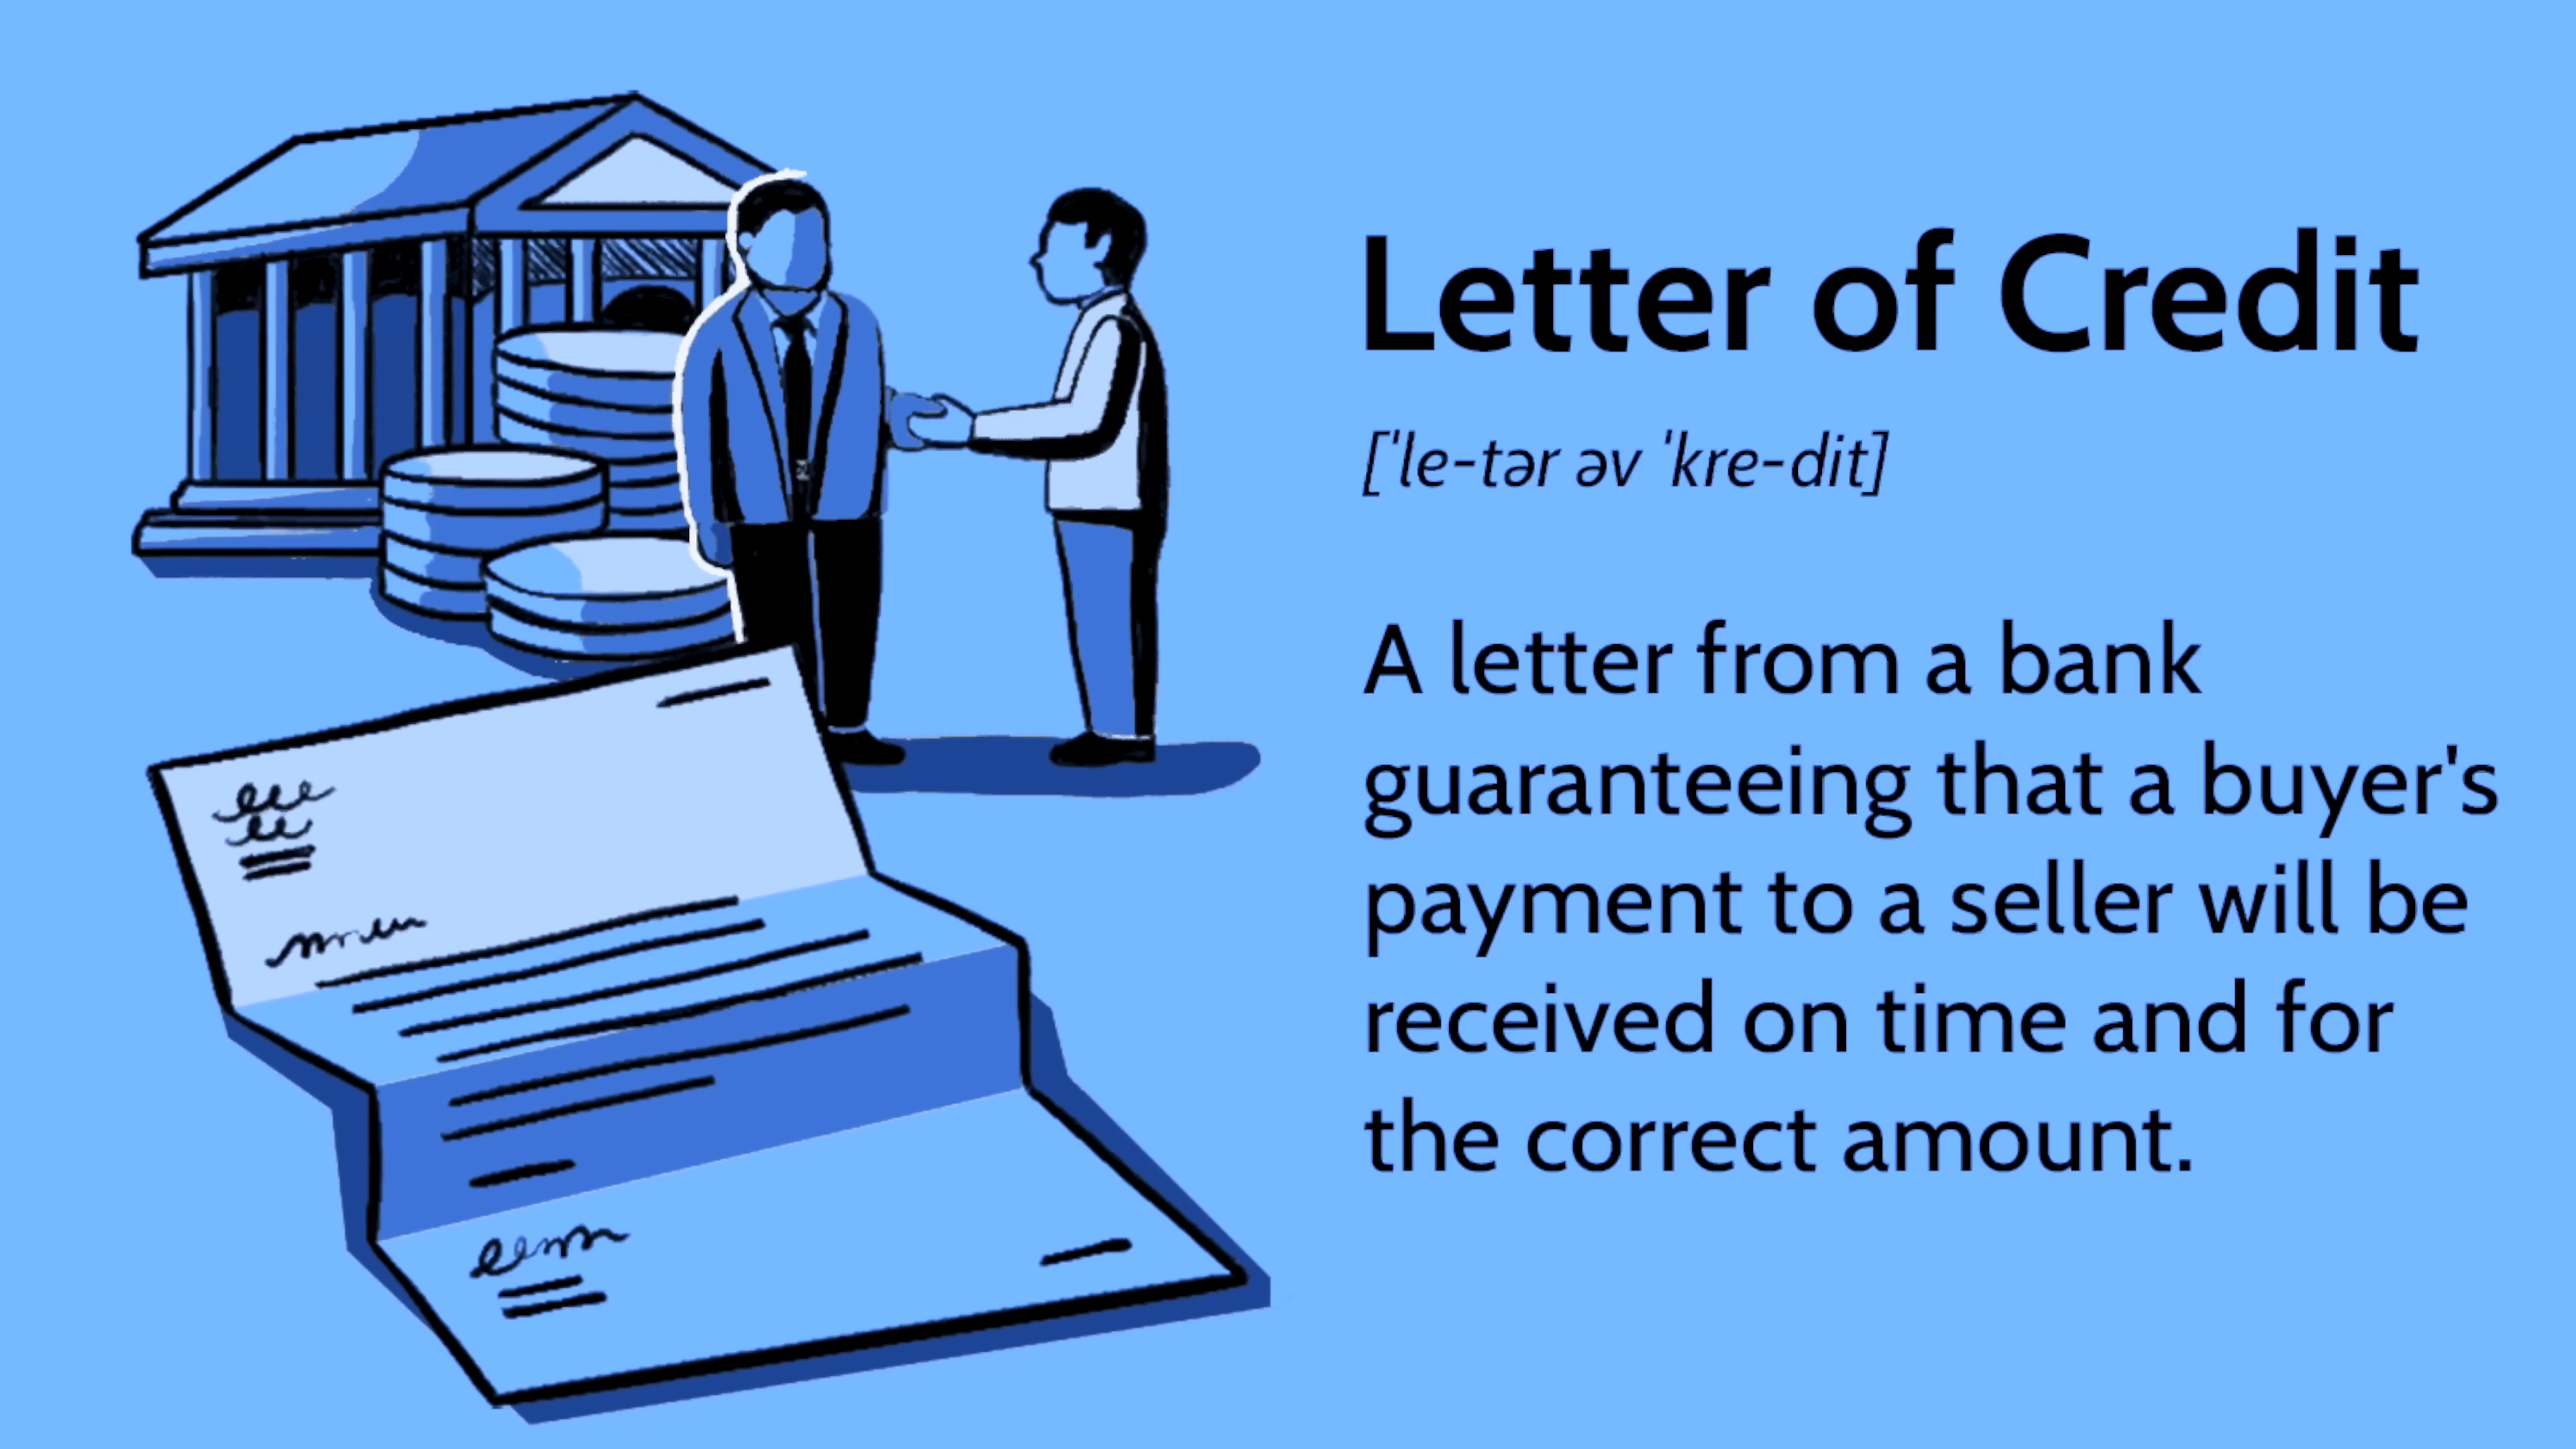 Letter of Credit
['le-tər əv 'kre-dit]
A letter from a bank
guaranteeing that a buyer's
payment to a seller will be
received on time and for
the correct amount.